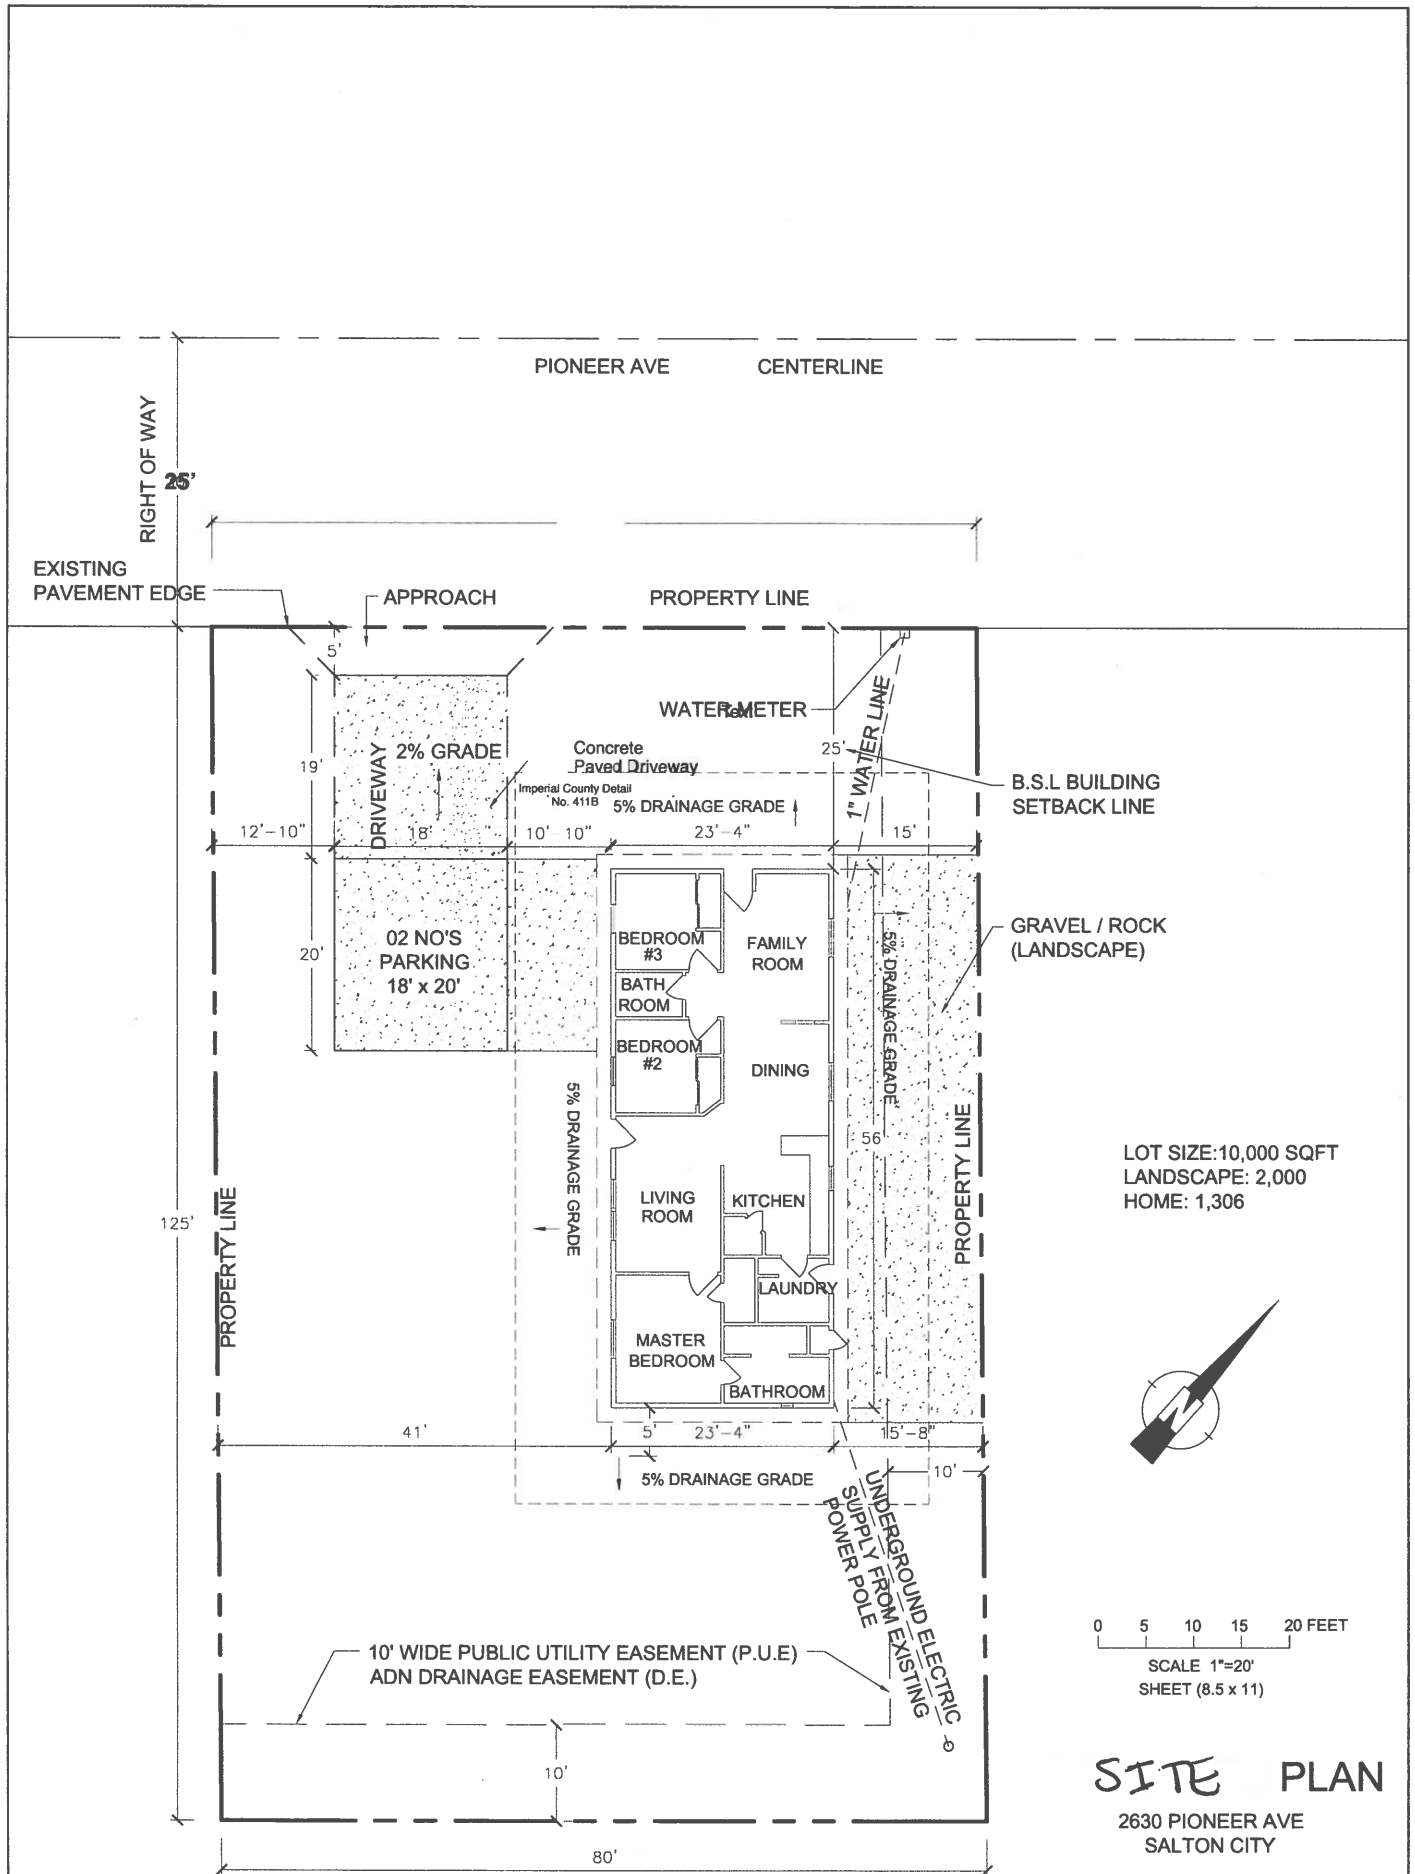 PIONEER AVE CENTERLINE
RIGHT OF WAY
25'
EXISTING
PAVEMENT EDGE
APPROACH
PROPERTY LINE
5'
WATER METER
Text
1" WATER LINE
25'
B.S.L BUILDING
SETBACK LINE
19'
DRIVEWAY
2% GRADE
Concrete
Paved Driveway
Imperial County Detail
No. 411B
5% DRAINAGE GRADE
12'-10"
18'
10'-10"
23'-4"
15'
20'
02 NO'S
PARKING
18' x 20'
BEDROOM
#3
FAMILY
ROOM
BATH
ROOM
BEDROOM
#2
DINING
5% DRAINAGE GRADE
GRAVEL / ROCK
(LANDSCAPE)
56'
5% DRAINAGE GRADE
PROPERTY LINE
LOT SIZE:10,000 SQFT
LANDSCAPE: 2,000
HOME: 1,306
125'
PROPERTY LINE
LIVING
ROOM
KITCHEN
LAUNDRY
MASTER
BEDROOM
BATHROOM
N
41'
5'
23'-4"
15'-8"
10'
5% DRAINAGE GRADE
UNDERGROUND ELECTRIC
SUPPLY FROM EXISTING
POWER POLE
10' WIDE PUBLIC UTILITY EASEMENT (P.U.E)
ADN DRAINAGE EASEMENT (D.E.)
10'
80'
0 5 10 15 20 FEET
SCALE 1"=20'
SHEET (8.5 x 11)
SITE PLAN
2630 PIONEER AVE
SALTON CITY